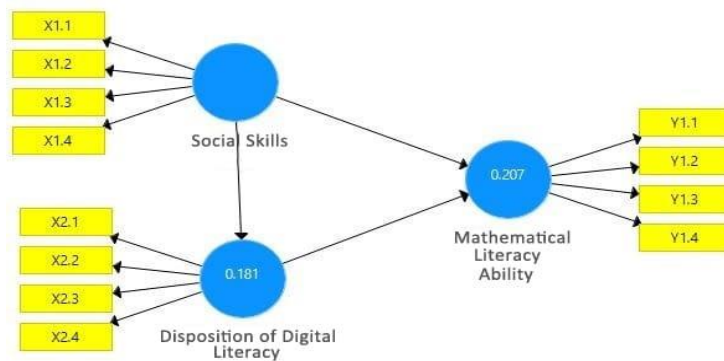 X1.1
X1.2
X1.3
X1.4
Social Skills
Y1.1
Y1.2
Y1.3
Y1.4
0.207
Mathematical
Literacy
Ability
X2.1
X2.2
X2.3
X2.4
0.181
Disposition of Digital
Literacy